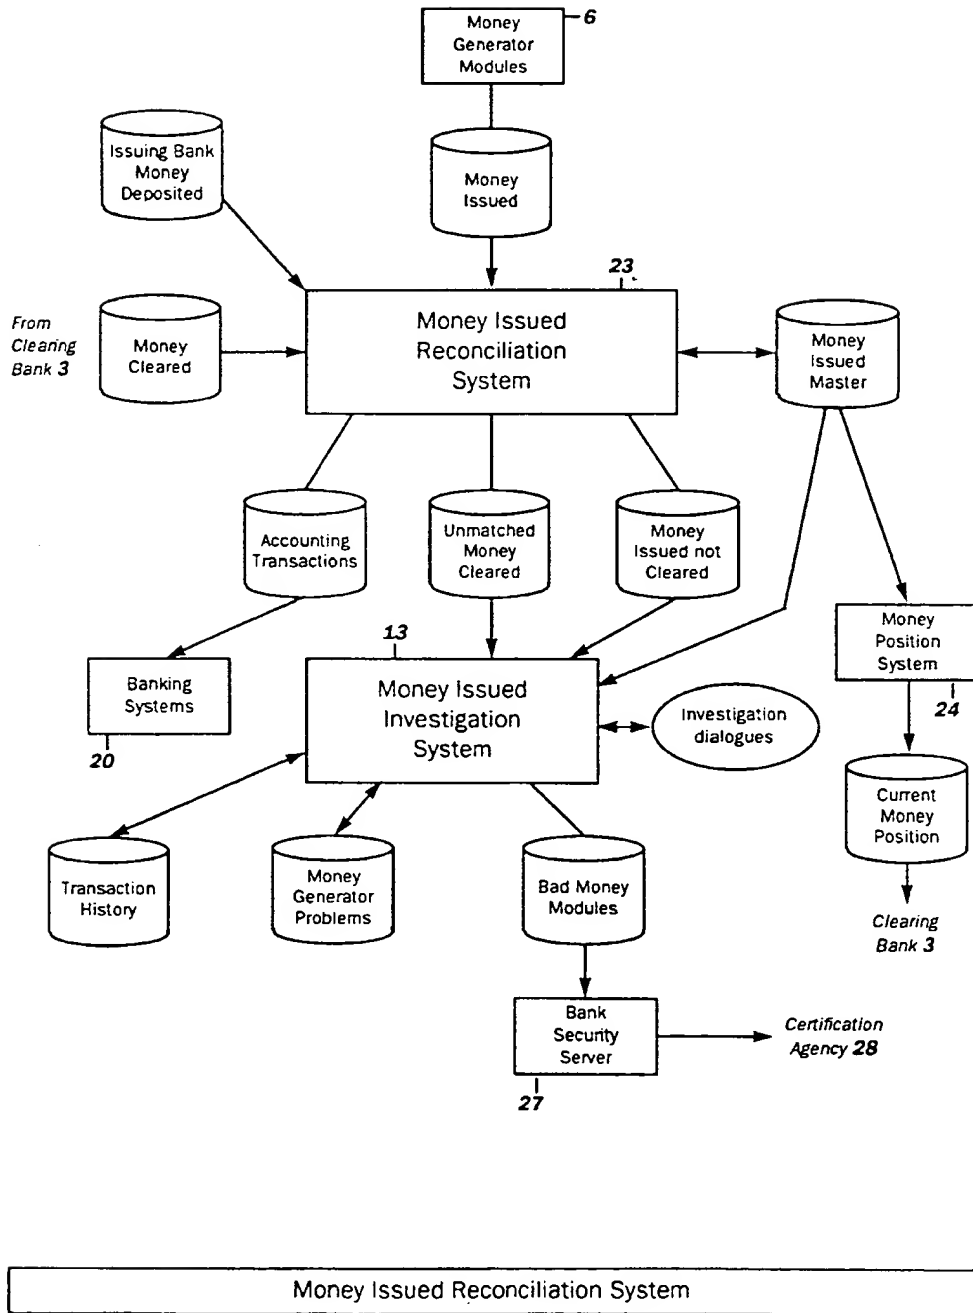 Money
Generator
Modules
6
Issuing Bank
Money
Deposited
Money
Issued
23
From
Clearing
Bank 3
Money
Cleared
Money Issued
Reconciliation
System
Money
Issued
Master
Accounting
Transactions
Unmatched
Money
Cleared
Money
Issued not
Cleared
Money
Position
System
24
13
Banking
Systems
20
Money Issued
Investigation
System
Investigation
dialogues
Current
Money
Position
Transaction
History
Money
Generator
Problems
Bad Money
Modules
Clearing
Bank 3
Bank
Security
Server
27
Certification
Agency 28
Money Issued Reconciliation System